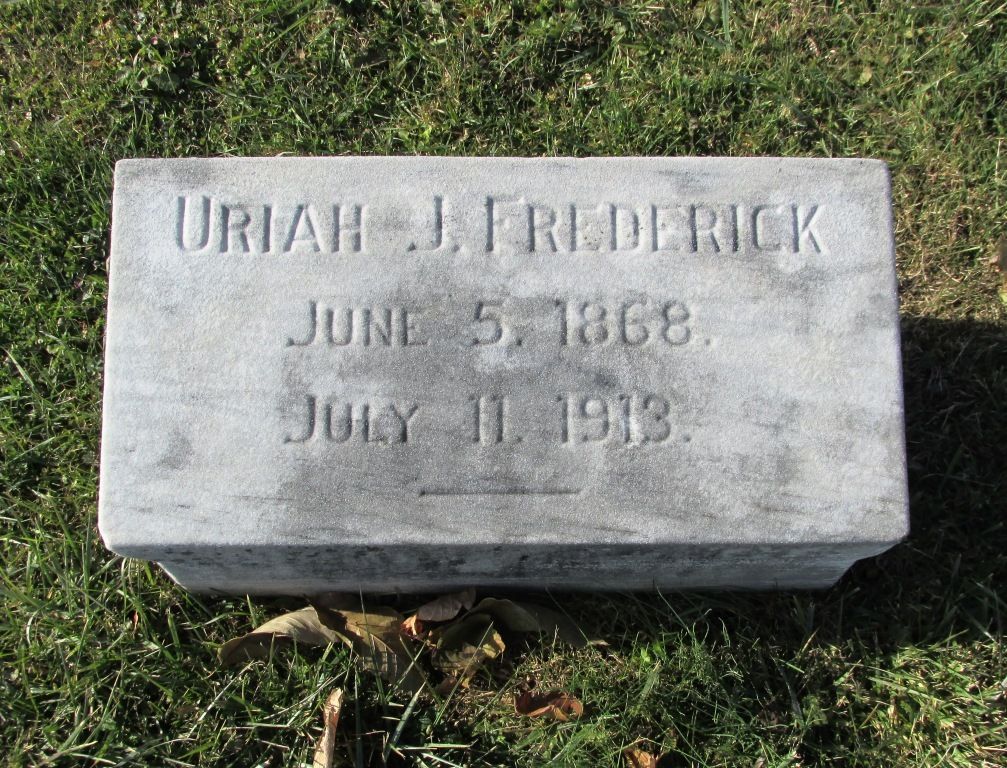 URIAH J. FREDERICK
JUNE 5. 1868.
JULY 11. 1913.